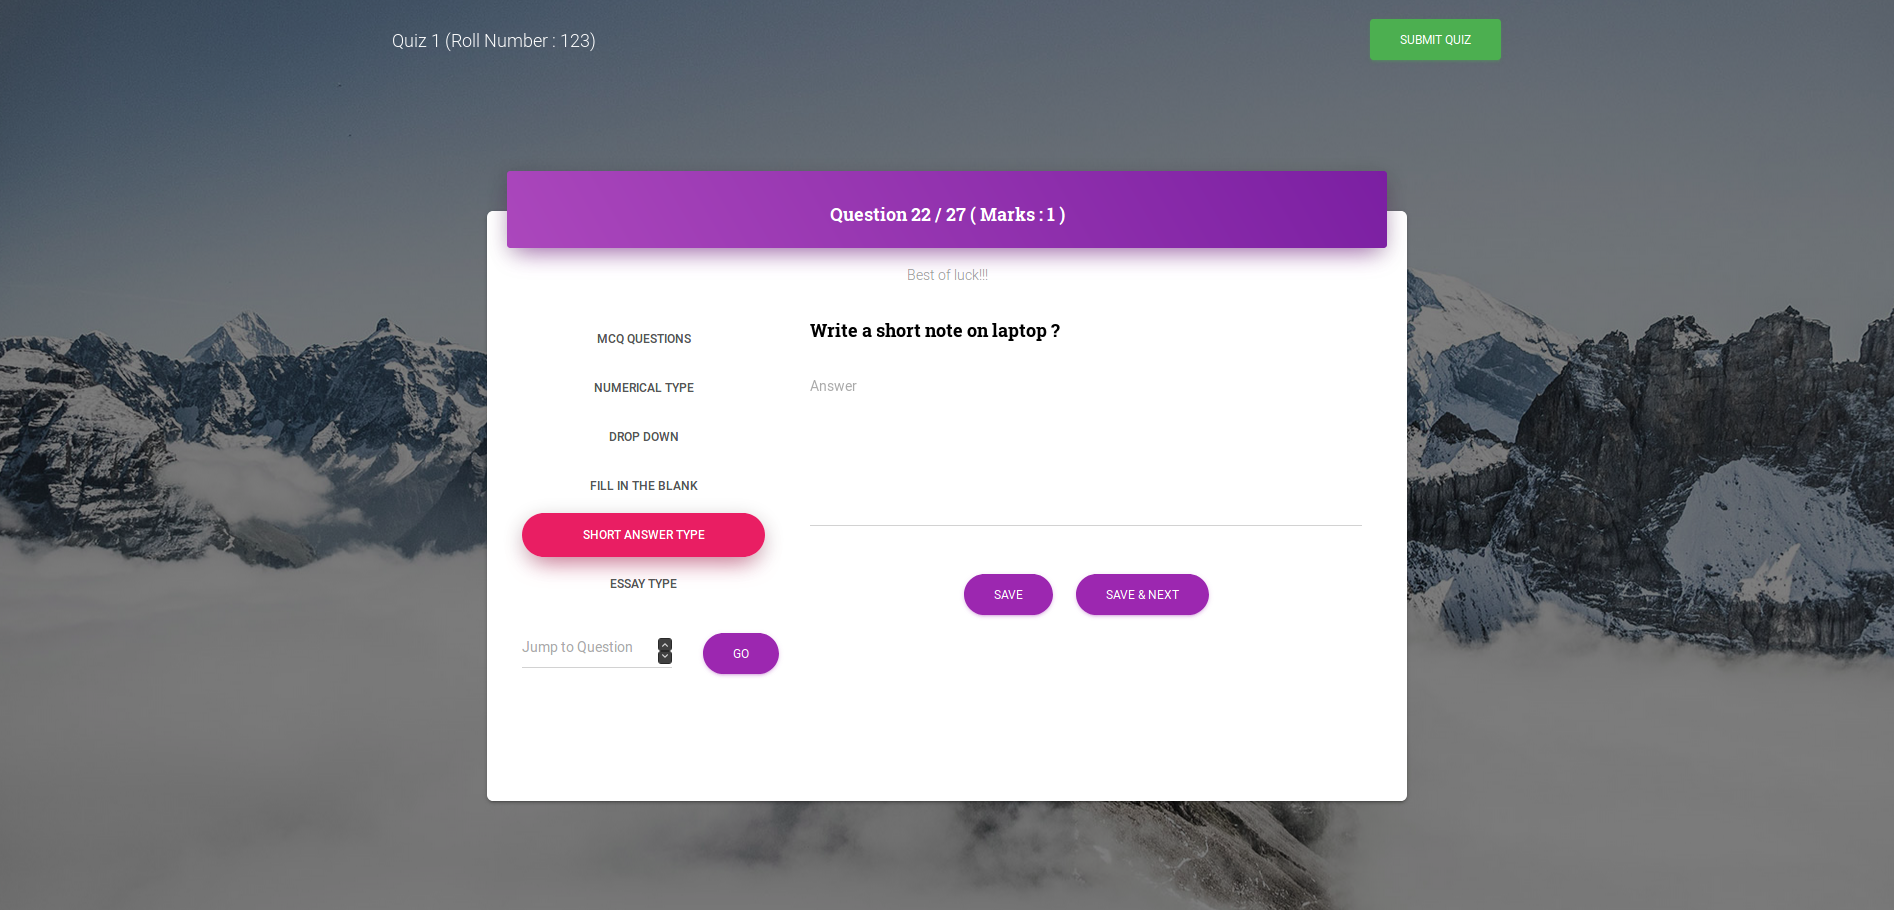 Quiz 1 (Roll Number : 123)
SUBMIT QUIZ
Question 22 / 27 ( Marks : 1 )
Best of luck!!!
MCQ QUESTIONS
NUMERICAL TYPE
DROP DOWN
FILL IN THE BLANK
SHORT ANSWER TYPE
ESSAY TYPE
Jump to Question
GO
Write a short note on laptop ?
Answer
SAVE
SAVE & NEXT